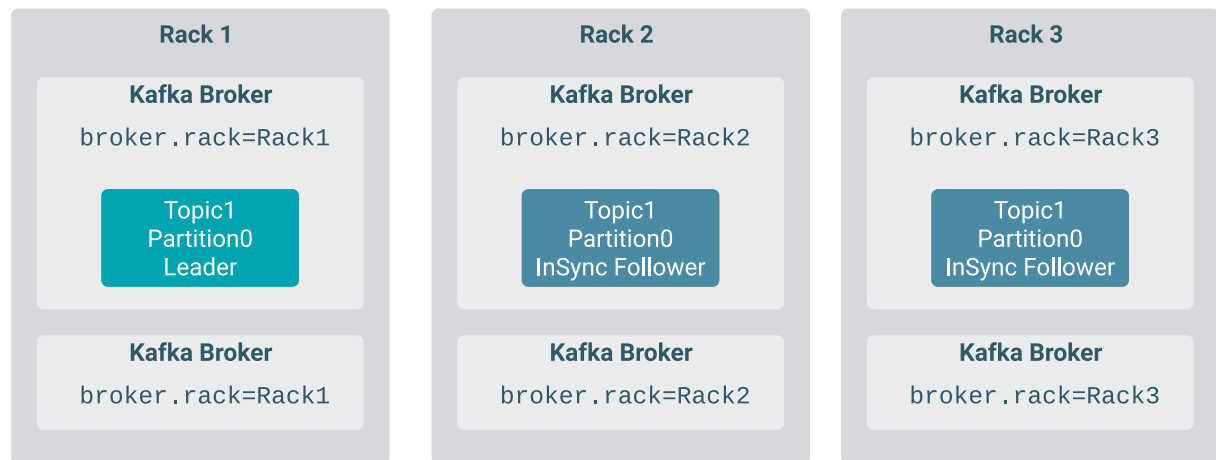 Rack 1
Kafka Broker
broker.rack=Rack1
Topic1
Partition0
Leader
Kafka Broker
broker.rack=Rack1
Rack 2
Kafka Broker
broker.rack=Rack2
Topic1
Partition0
InSync Follower
Kafka Broker
broker.rack=Rack2
Rack 3
Kafka Broker
broker.rack=Rack3
Topic1
Partition0
InSync Follower
Kafka Broker
broker.rack=Rack3